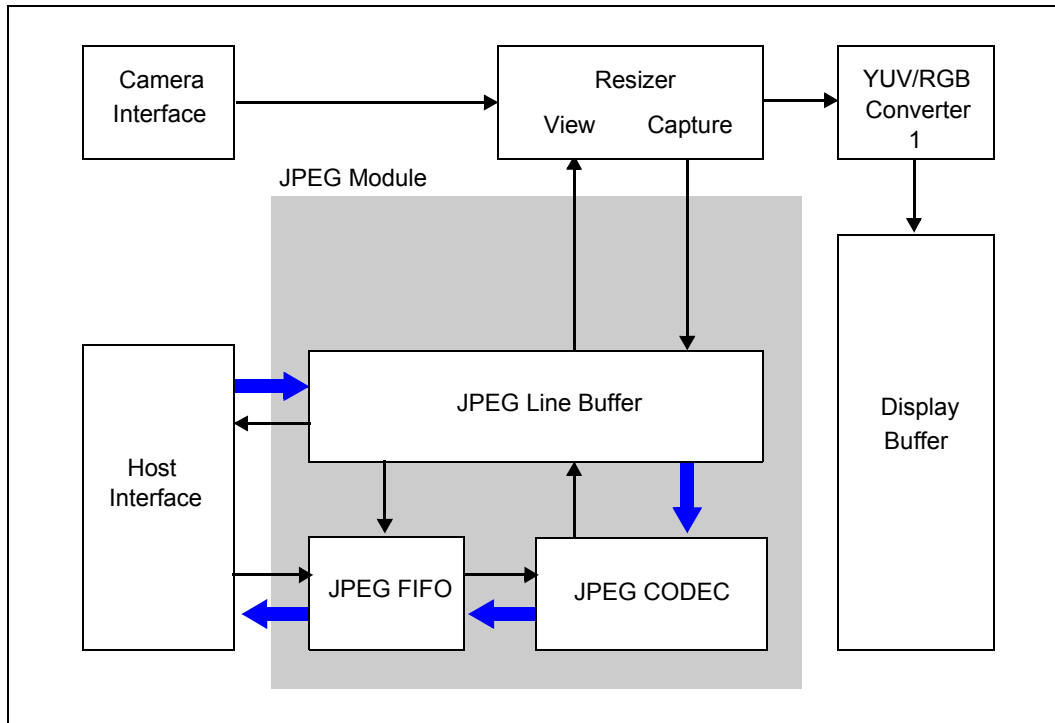 Camera
Interface
Resizer
View Capture
YUV/RGB
Converter
1
JPEG Module
JPEG Line Buffer
Host
Interface
Display
Buffer
JPEG FIFO
JPEG CODEC